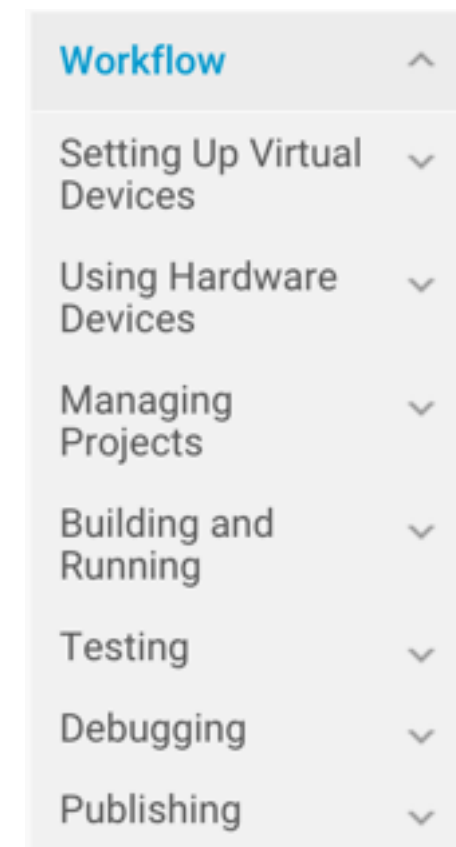 Workflow
Setting Up Virtual
Devices
Using Hardware
Devices
Managing
Projects
Building and
Running
Testing
Debugging
Publishing